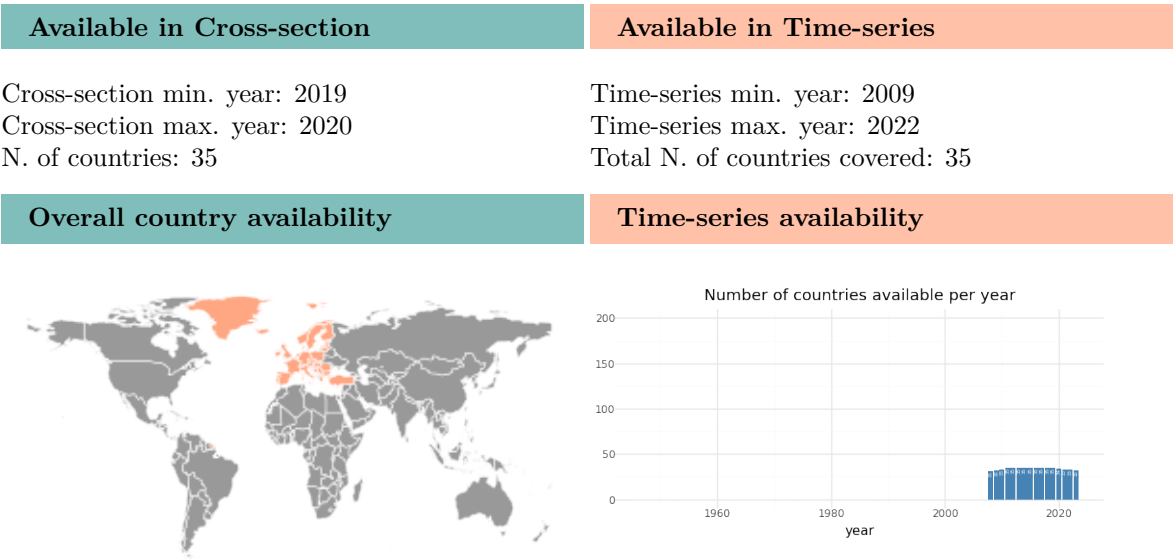 Available in Cross-section
Available in Time-series
Cross-section min. year: 2019
Cross-section max. year: 2020
N. of countries: 35
Time-series min. year: 2009
Time-series max. year: 2022
Total N. of countries covered: 35
Overall country availability
Time-series availability
Number of countries available per year
200
150
100
50
0
1960 1980 2000 2020
year